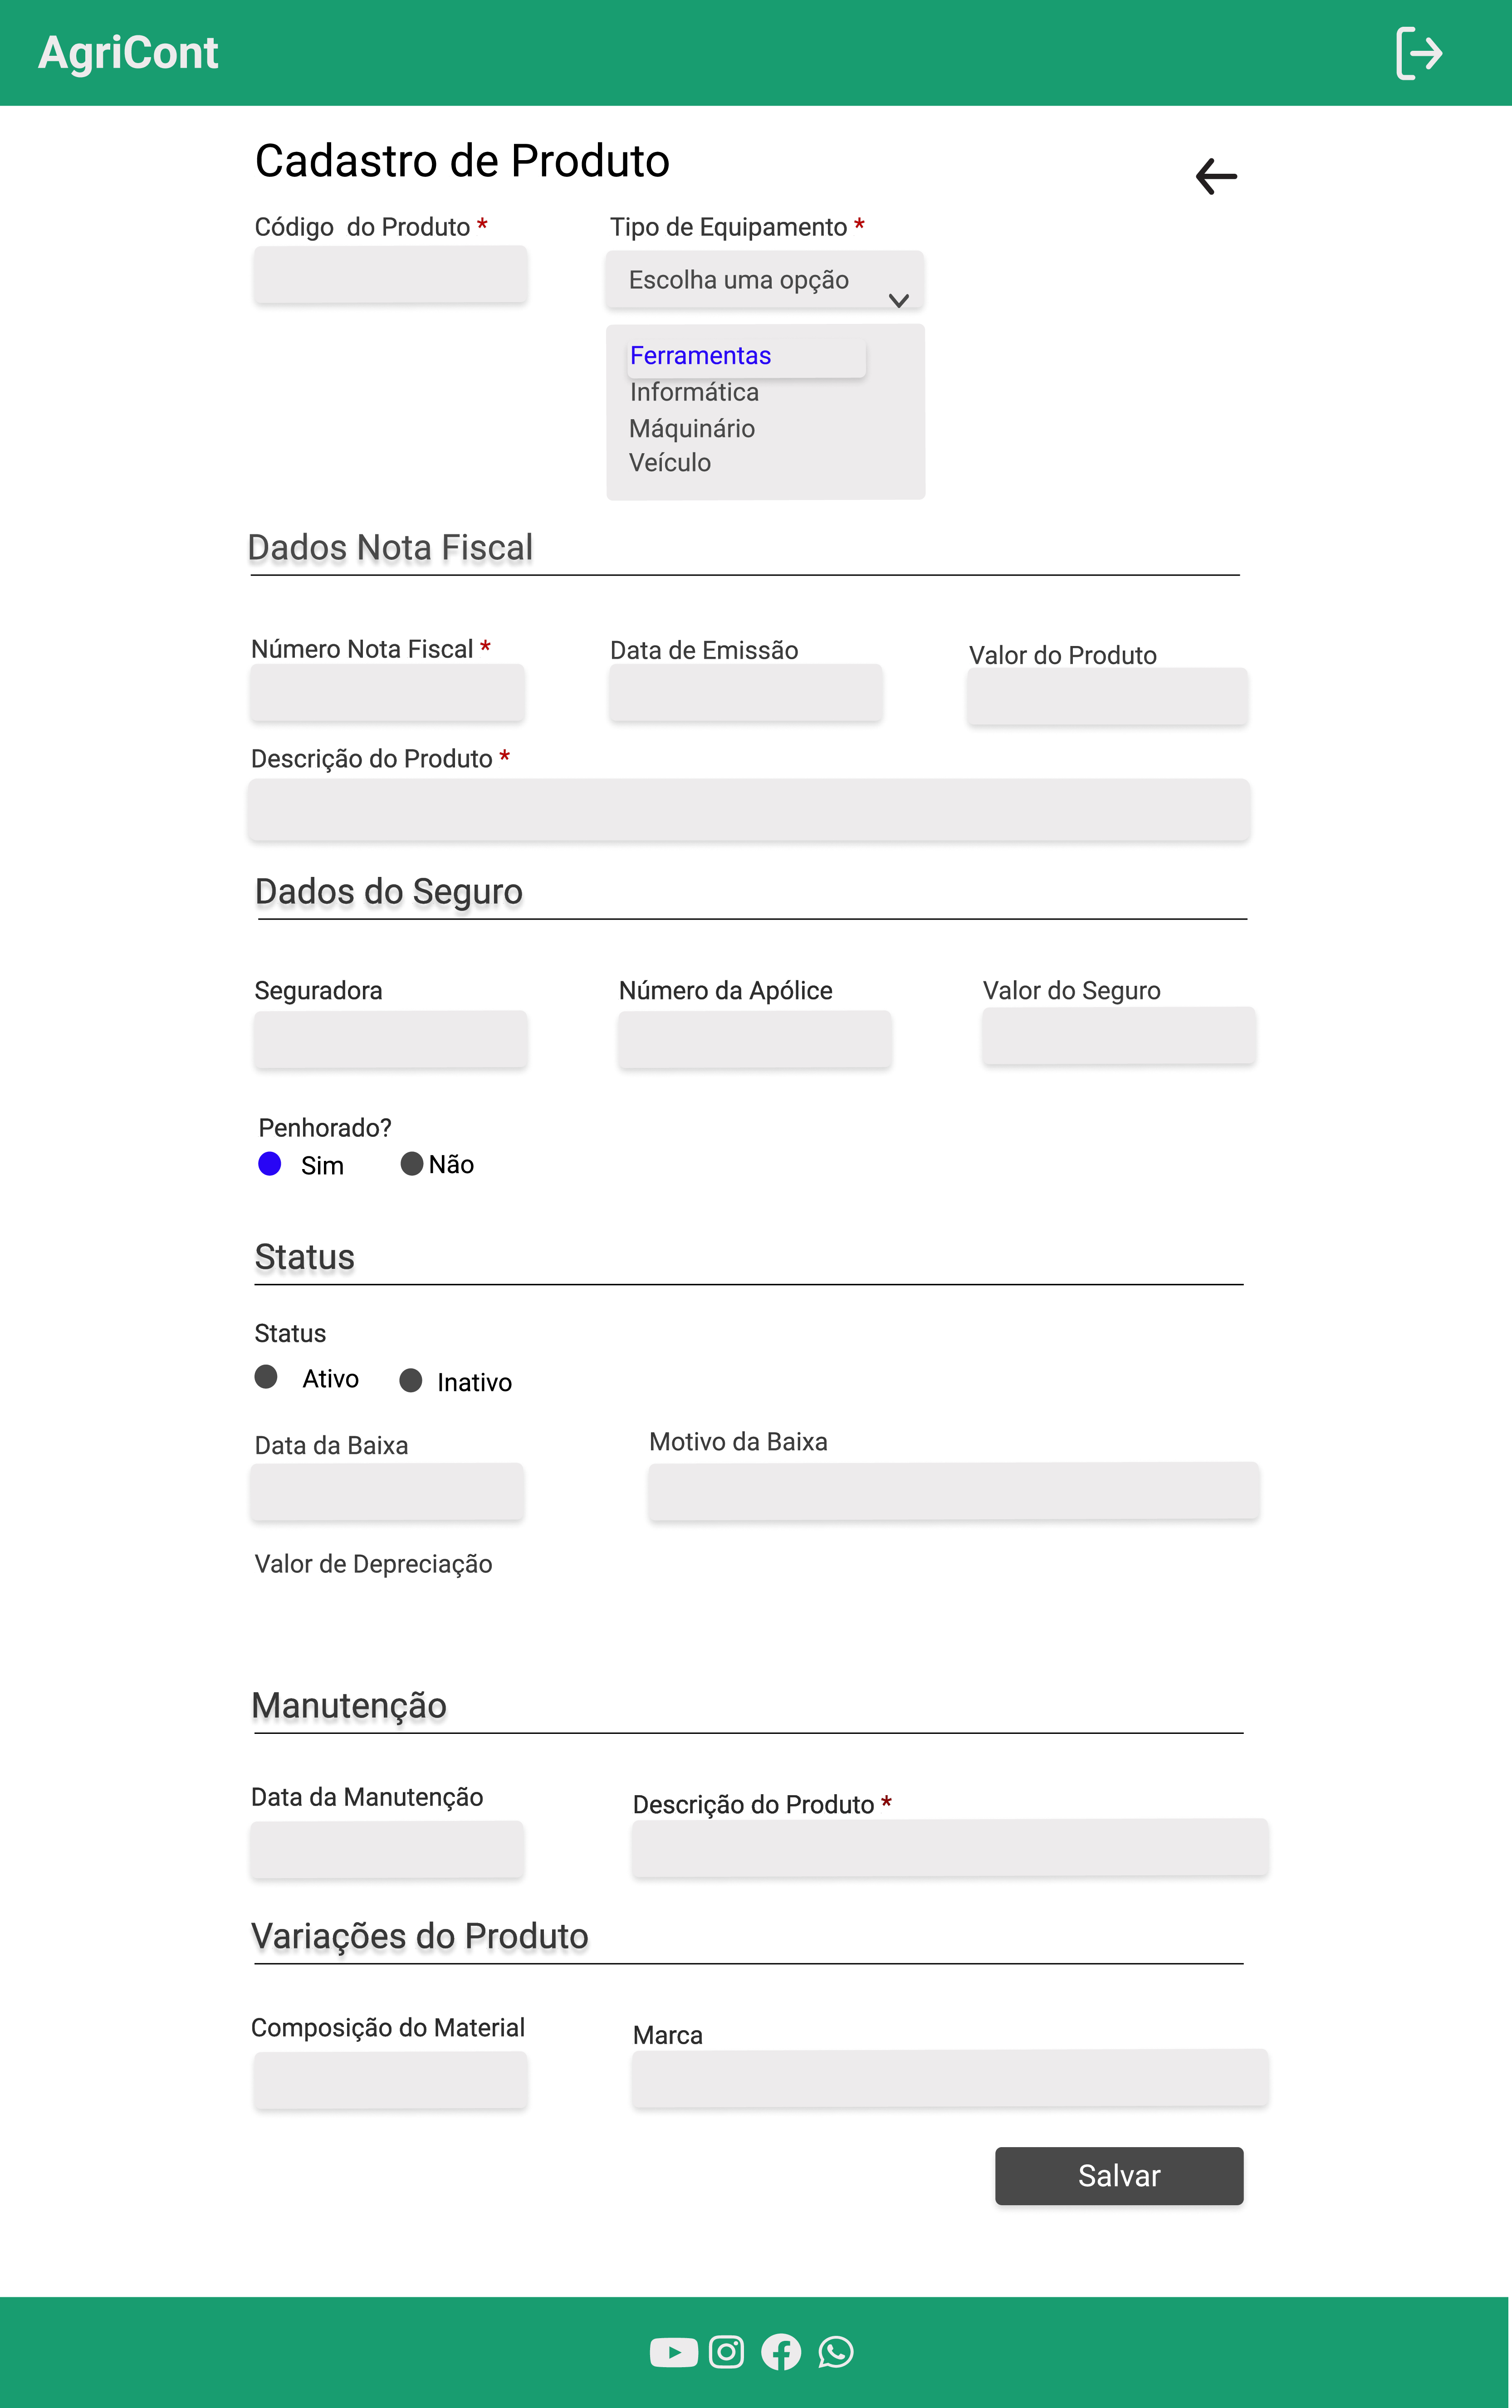 AgriCont
Cadastro de Produto
Código  do Produto * Tipo de Equipamento *
Escolha uma opção
Ferramentas
Informática
Máquinário
Veículo
Dados Nota Fiscal
Número Nota Fiscal * Data de Emissão Valor do Produto
Descrição do Produto *
Dados do Seguro
Seguradora Número da Apólice Valor do Seguro
Penhorado?
Sim Não
Status
Status
Ativo Inativo
Data da Baixa Motivo da Baixa
Valor de Depreciação
Manutenção
Data da Manutenção Descrição do Produto *
Variações do Produto
Composição do Material Marca
Salvar